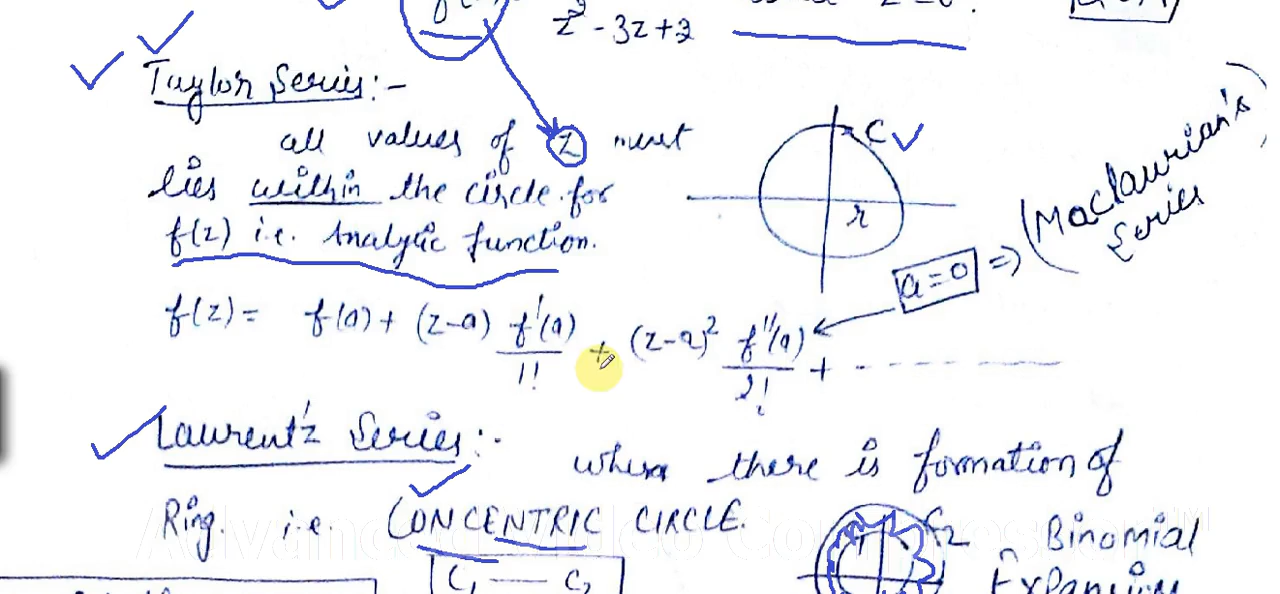 z² - 3z + 2
Taylor Series:-
all values of z must
lies within the circle for
f(z) i.e. Analytic function.
C
r
a=0 => (Maclaurian's
Series)
f(z) = f(a) + (z-a) f'(a)/1! + (z-a)² f''(a)/2! + - - - -
Laurent'z Series:-
when there is formation of
Ring. i.e. CONCENTRIC CIRCLE.
C₂
Binomial
Expansion
C₁ — C₂